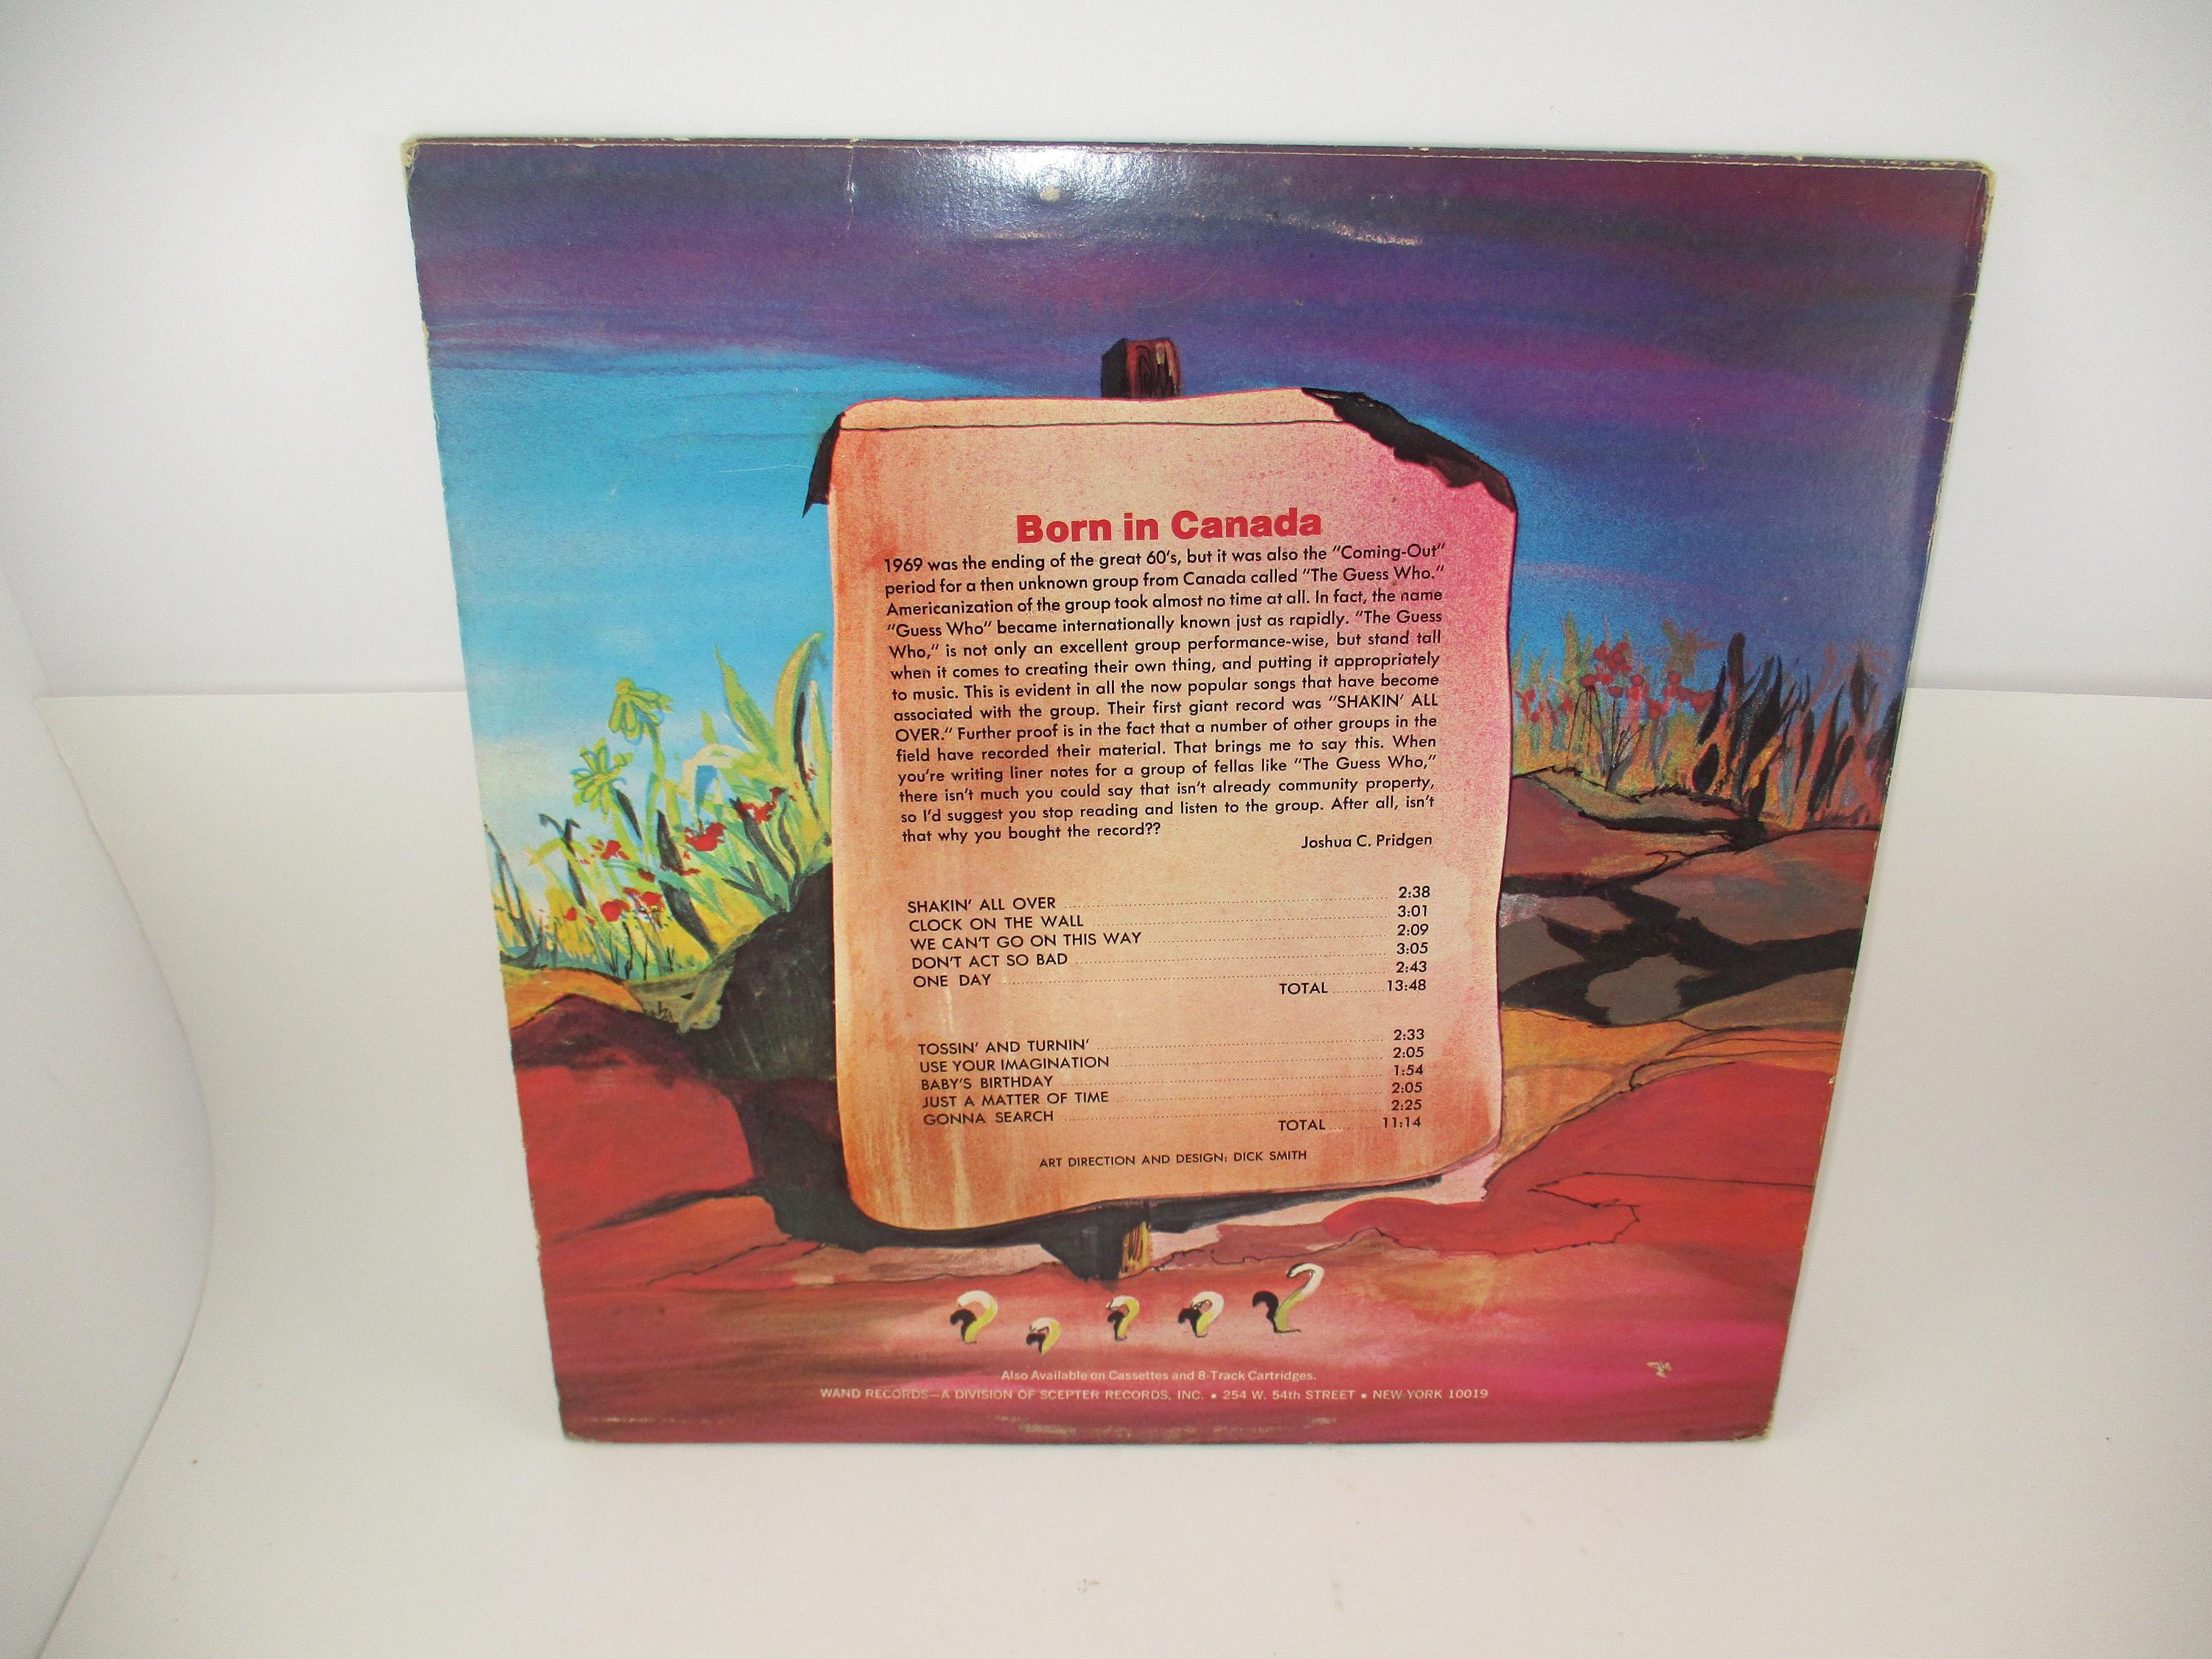 Born in Canada
1969 was the ending of the great 60's, but it was also the "Coming-Out"
period for a then unknown group from Canada called "The Guess Who."
Americanization of the group took almost no time at all. In fact, the name
"Guess Who" became internationally known just as rapidly. "The Guess
Who," is not only an excellent group performance-wise, but stand tall
when it comes to creating their own thing, and putting it appropriately
to music. This is evident in all the now popular songs that have become
associated with the group. Their first giant record was "SHAKIN' ALL
OVER." Further proof is in the fact that a number of other groups in the
field have recorded their material. That brings me to say this. When
you're writing liner notes for a group of fellas like "The Guess Who,"
there isn't much you could say that isn't already community property,
so I'd suggest you stop reading and listen to the group. After all, isn't
that why you bought the record??
Joshua C. Pridgen
SHAKIN' ALL OVER 2:38
CLOCK ON THE WALL 3:01
WE CAN'T GO ON THIS WAY 2:09
DON'T ACT SO BAD 3:05
ONE DAY 2:43
TOTAL 13:48
TOSSIN' AND TURNIN' 2:33
USE YOUR IMAGINATION 2:05
BABY'S BIRTHDAY 1:54
JUST A MATTER OF TIME 2:05
GONNA SEARCH 2:25
TOTAL 11:14
ART DIRECTION AND DESIGN: DICK SMITH
? ? ? ? ?
Also Available on Cassettes and 8-Track Cartridges.
WAND RECORDS—A DIVISION OF SCEPTER RECORDS, INC. • 254 W. 54th STREET • NEW YORK 10019